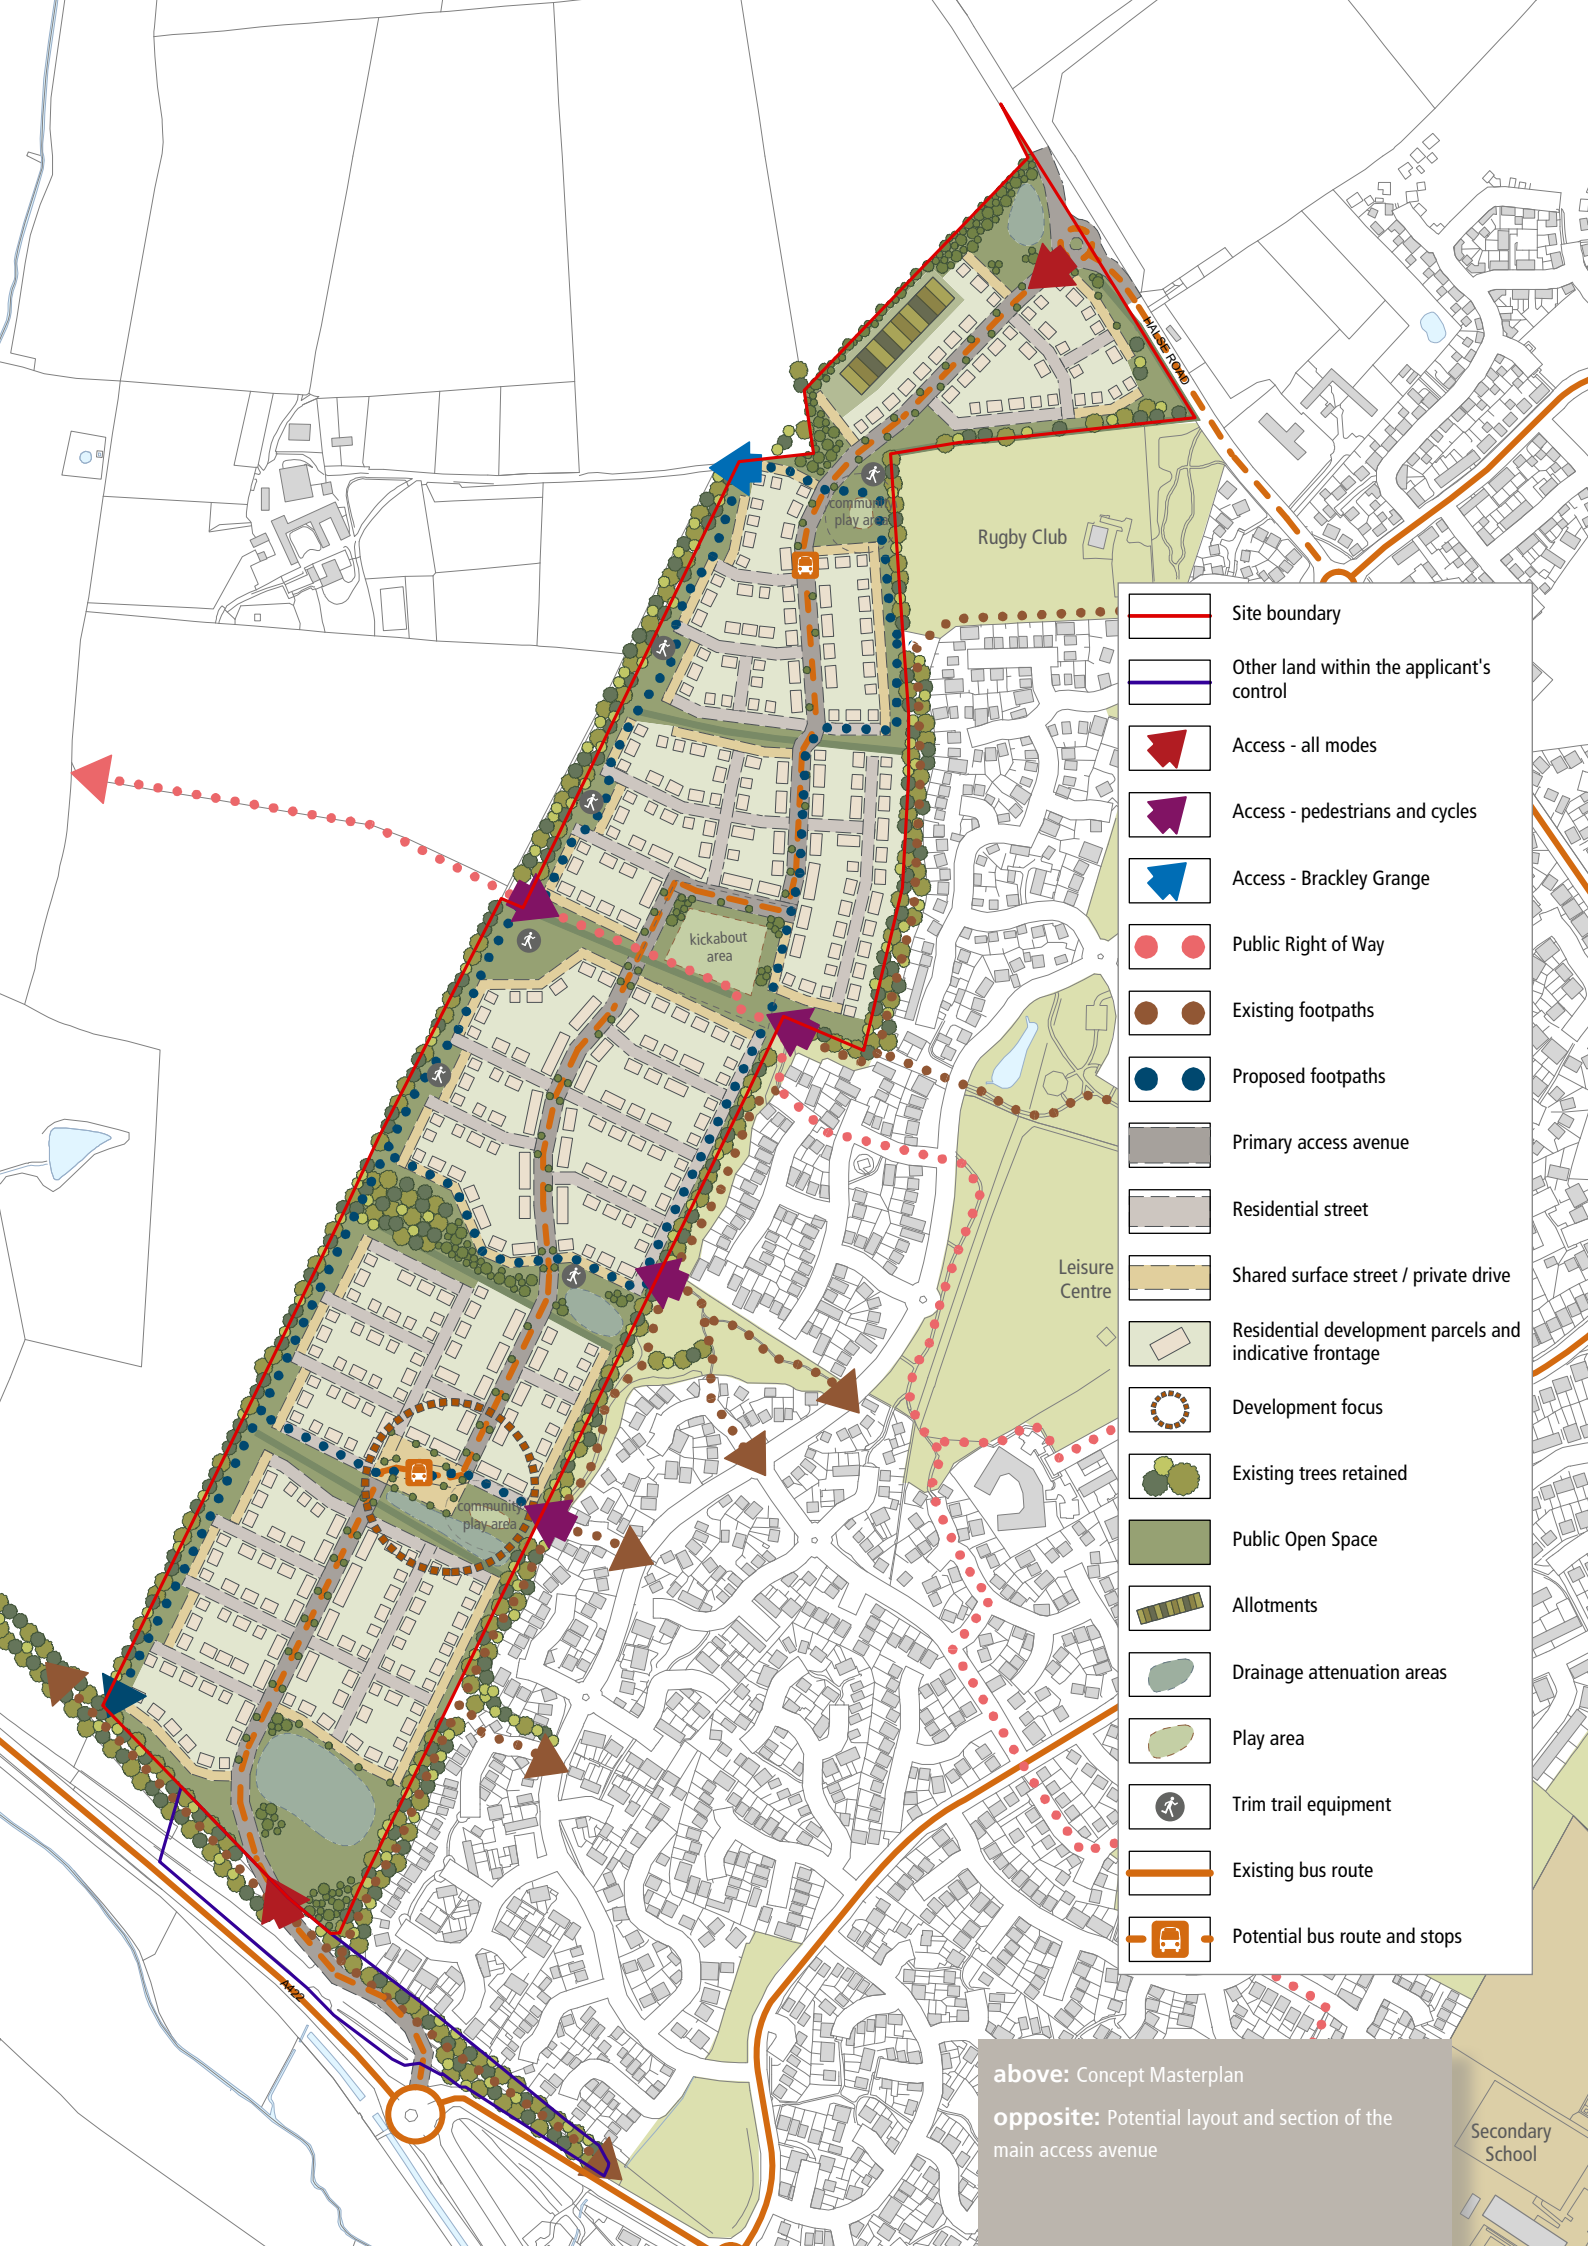 HALSE ROAD
community
play area
Rugby Club
kickabout
area
Leisure
Centre
community
play area
A422
Site boundary
Other land within the applicant's
control
Access - all modes
Access - pedestrians and cycles
Access - Brackley Grange
Public Right of Way
Existing footpaths
Proposed footpaths
Primary access avenue
Residential street
Shared surface street / private drive
Residential development parcels and
indicative frontage
Development focus
Existing trees retained
Public Open Space
Allotments
Drainage attenuation areas
Play area
Trim trail equipment
Existing bus route
Potential bus route and stops
above: Concept Masterplan
opposite: Potential layout and section of the
main access avenue
Secondary
School